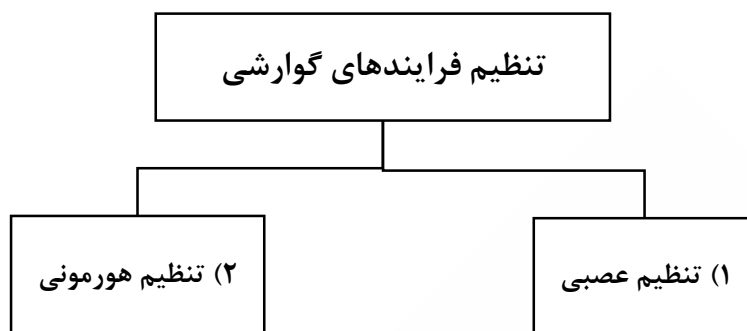 تنظیم فرایندهای گوارشی
۱) تنظیم عصبی
۲) تنظیم هورمونی